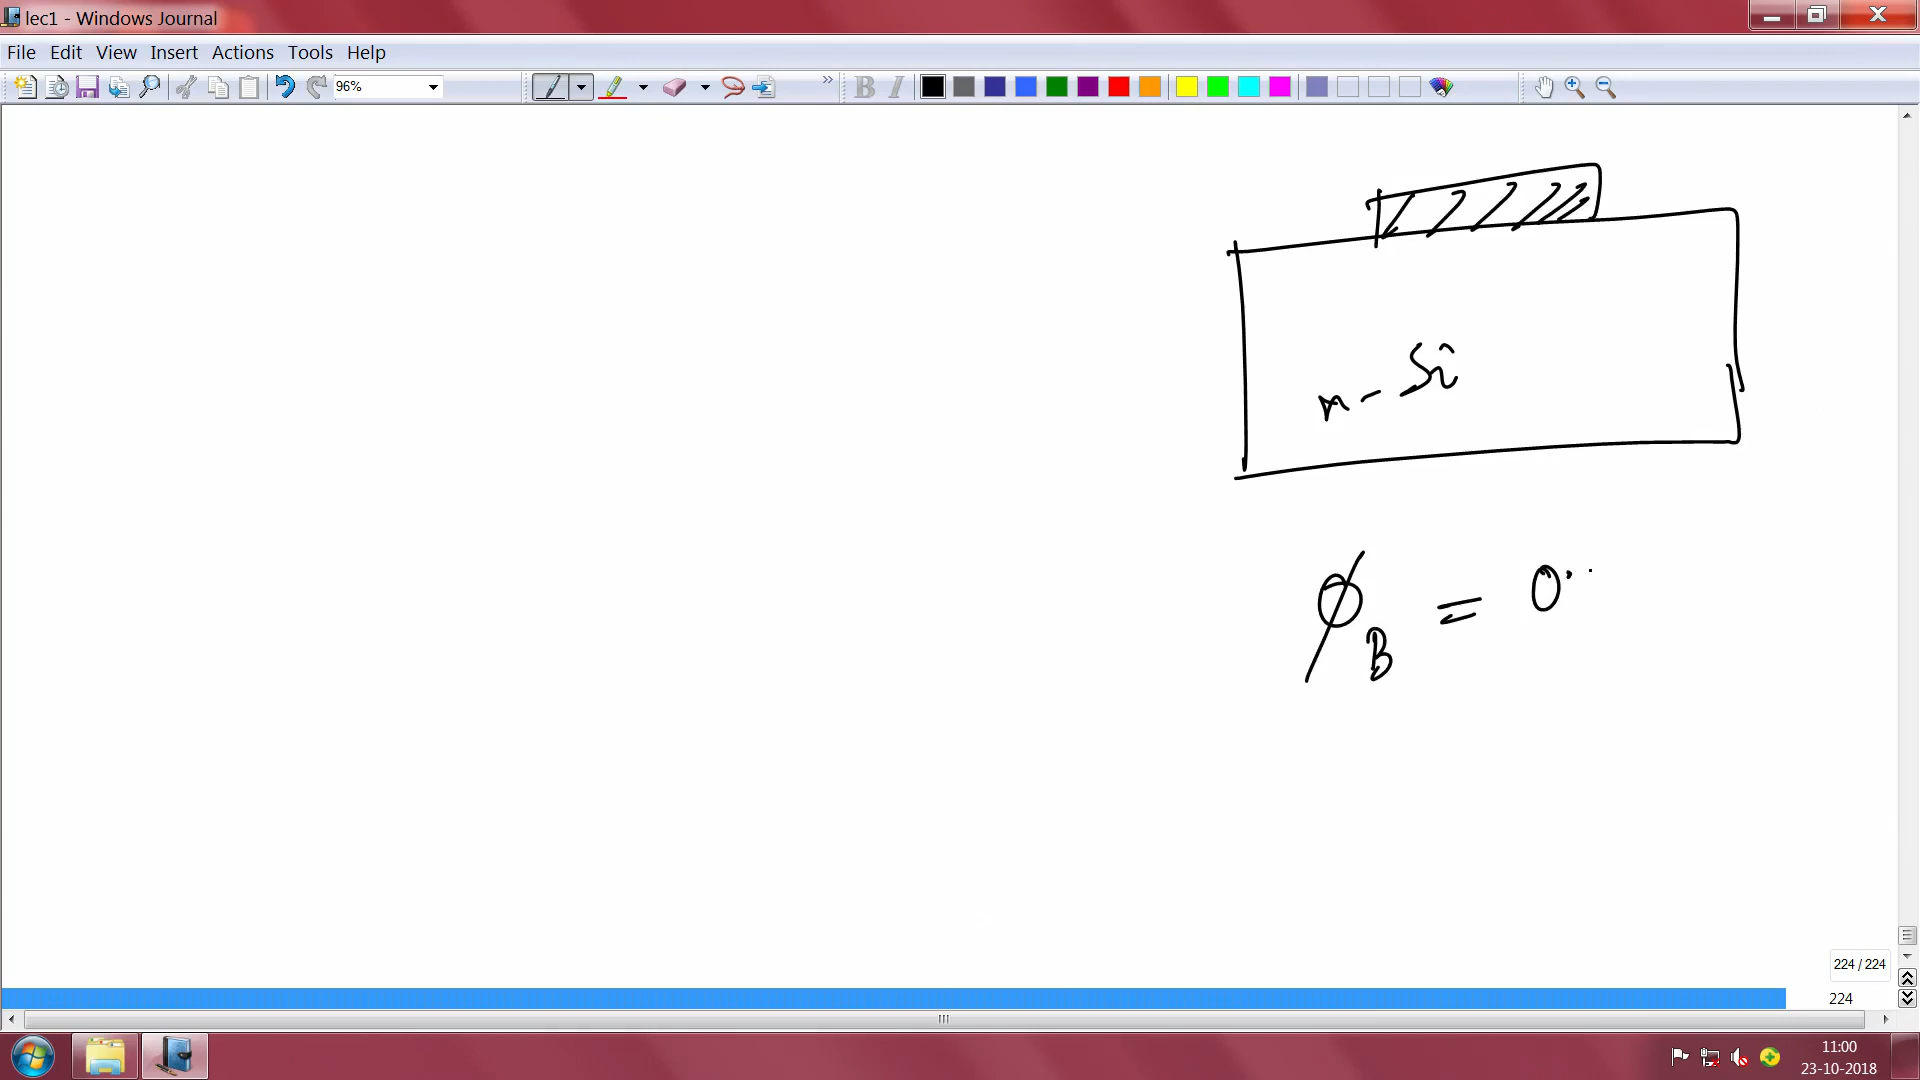 lec1 - Windows Journal
File Edit View Insert Actions Tools Help
96%
B I
n - Si
ϕB = 0.
224 / 224
224
11:00
23-10-2018